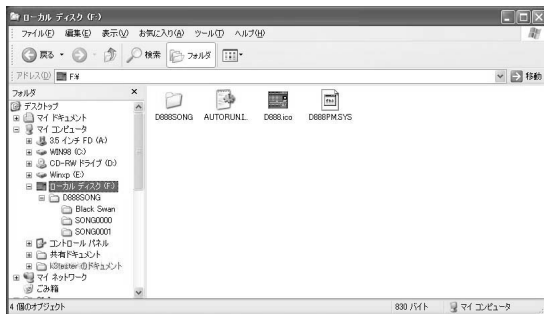 ローカル ディスク (F:)
ファイル(F) 編集(E) 表示(V) お気に入り(A) ツール(T) ヘルプ(H)
戻る 検索 フォルダ
アドレス(D) F:¥ 移動
フォルダ ×
デスクトップ
マイ ドキュメント
マイ コンピュータ
3.5 インチ FD (A:)
WIN98 (C:)
CD-RW ドライブ (D:)
Winxp (E:)
ローカル ディスク (F:)
D888SONG
Black Swan
SONG0000
SONG0001
コントロール パネル
共有ドキュメント
のドキュメント
マイ ネットワーク
ごみ箱
D888SONG AUTORUN.I... D888.ico D888PM.SYS
4 個のオブジェクト 830 バイト マイ コンピュータ